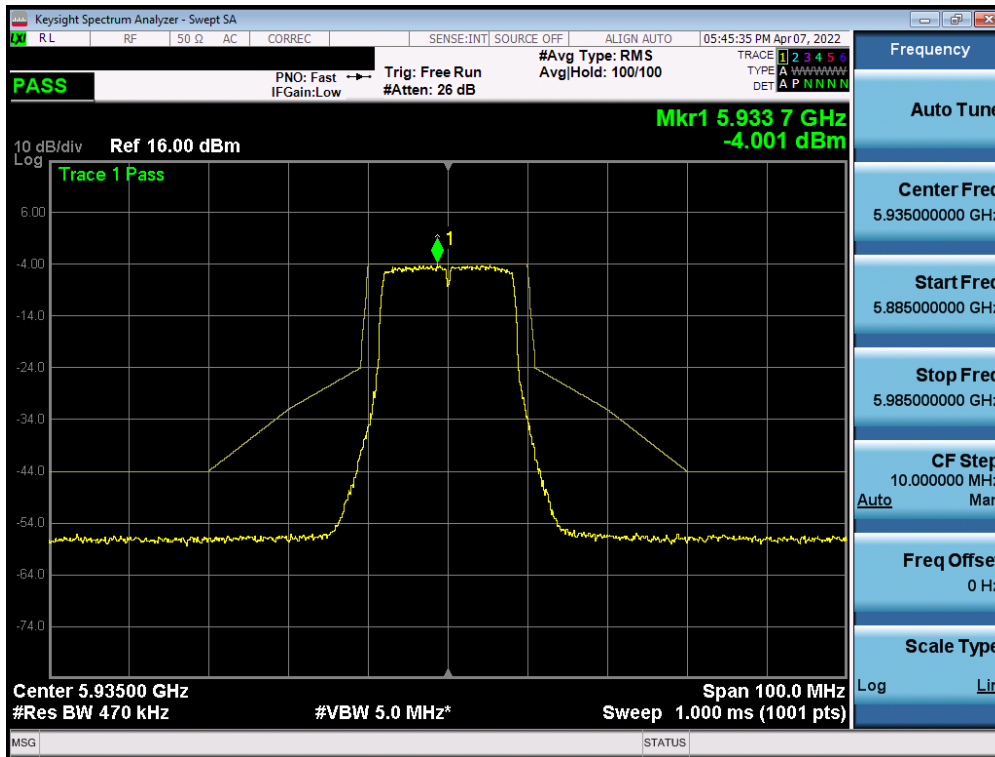 Keysight Spectrum Analyzer - Swept SA
LXI RL RF 50 Ω AC CORREC SENSE:INT SOURCE OFF ALIGN AUTO 05:45:35 PM Apr 07, 2022
PASS
PNO: Fast
IFGain:Low
Trig: Free Run
#Atten: 26 dB
#Avg Type: RMS
Avg|Hold: 100/100
TRACE 1 2 3 4 5 6
TYPE A WWWWW
DET A P N N N N
Mkr1 5.933 7 GHz
-4.001 dBm
10 dB/div
Log
Ref 16.00 dBm
Trace 1 Pass
1
6.00
-4.00
-14.0
-24.0
-34.0
-44.0
-54.0
-64.0
-74.0
Center 5.93500 GHz
Span 100.0 MHz
#Res BW 470 kHz
#VBW 5.0 MHz*
Sweep 1.000 ms (1001 pts)
MSG
STATUS
Frequency
Auto Tune
Center Freq
5.935000000 GHz
Start Freq
5.885000000 GHz
Stop Freq
5.985000000 GHz
CF Step
10.000000 MHz
Auto Man
Freq Offset
0 Hz
Scale Type
Log Lin